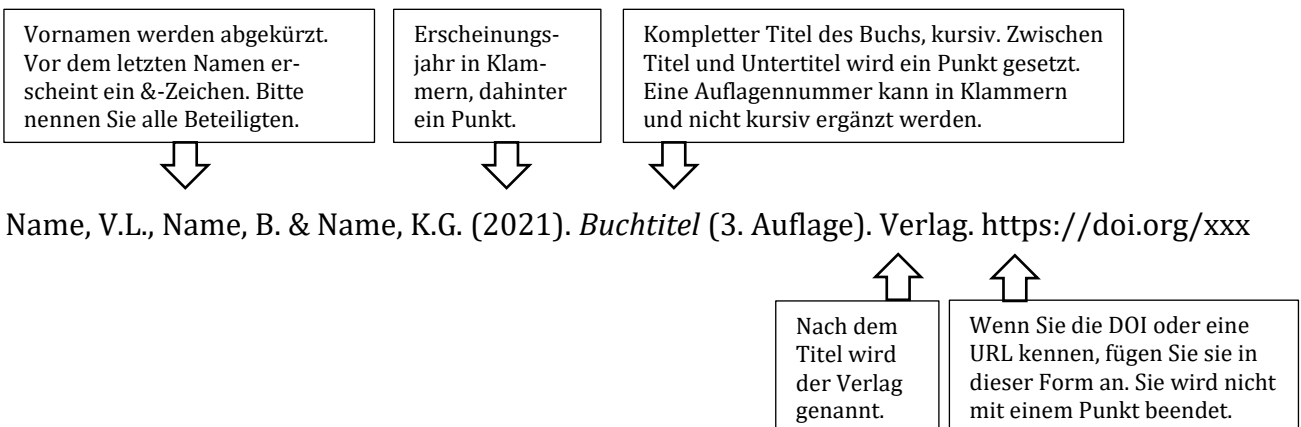 Vornamen werden abgekürzt.
Vor dem letzten Namen er-
scheint ein &-Zeichen. Bitte
nennen Sie alle Beteiligten.
Erscheinungs-
jahr in Klam-
mern, dahinter
ein Punkt.
Kompletter Titel des Buchs, kursiv. Zwischen
Titel und Untertitel wird ein Punkt gesetzt.
Eine Auflagennummer kann in Klammern
und nicht kursiv ergänzt werden.
Name, V.L., Name, B. & Name, K.G. (2021). Buchtitel (3. Auflage). Verlag. https://doi.org/xxx
Nach dem
Titel wird
der Verlag
genannt.
Wenn Sie die DOI oder eine
URL kennen, fügen Sie sie in
dieser Form an. Sie wird nicht
mit einem Punkt beendet.